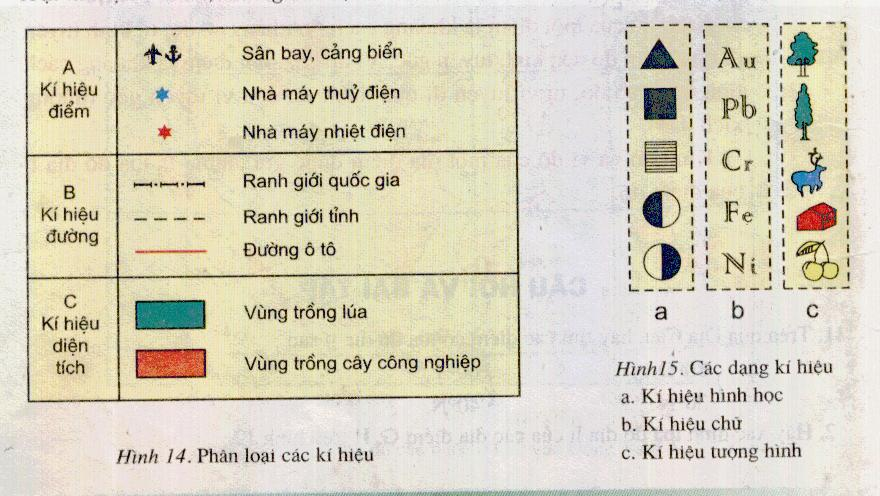 A
Kí hiệu
điểm
Sân bay, cảng biển
Nhà máy thuỷ điện
Nhà máy nhiệt điện
B
Kí hiệu
đường
Ranh giới quốc gia
Ranh giới tỉnh
Đường ô tô
C
Kí hiệu
diện
tích
Vùng trồng lúa
Vùng trồng cây công nghiệp
Hình 14. Phân loại các kí hiệu
Au
Pb
Cr
Fe
Ni
a b c
Hình15. Các dạng kí hiệu
a. Kí hiệu hình học
b. Kí hiệu chữ
c. Kí hiệu tượng hình